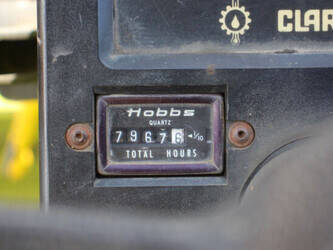 CLAR
Hobbs
QUARTZ
79676 ◄1/10
TOTAL HOURS